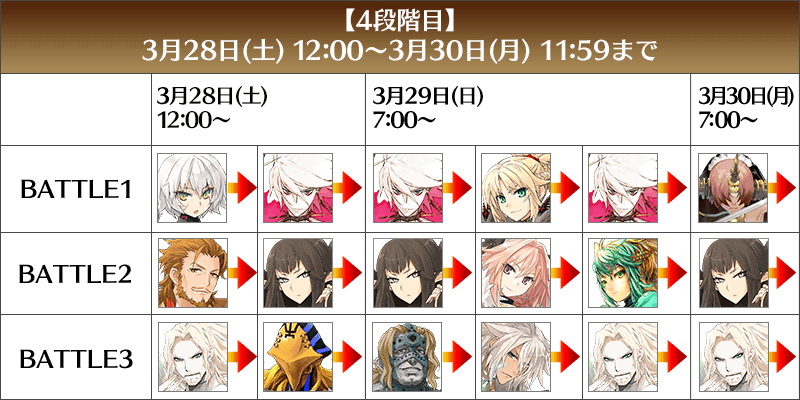 【4段階目】
3月28日(土) 12:00～3月30日(月) 11:59まで
3月28日(土)
12:00～
3月29日(日)
7:00～
3月30日(月)
7:00～
BATTLE1
BATTLE2
BATTLE3